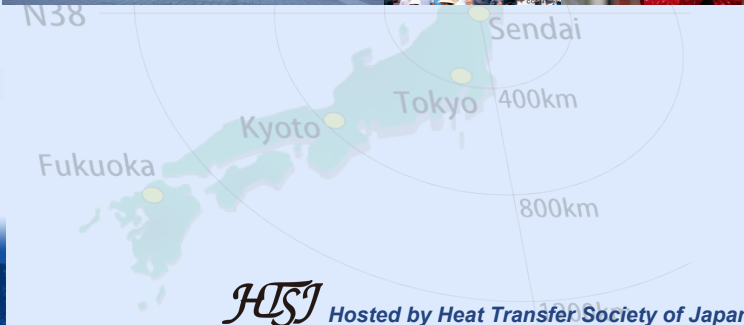 N38
Sendai
Tokyo 400km
Kyoto
Fukuoka
800km
HTSJ Hosted by Heat Transfer Society of Japan